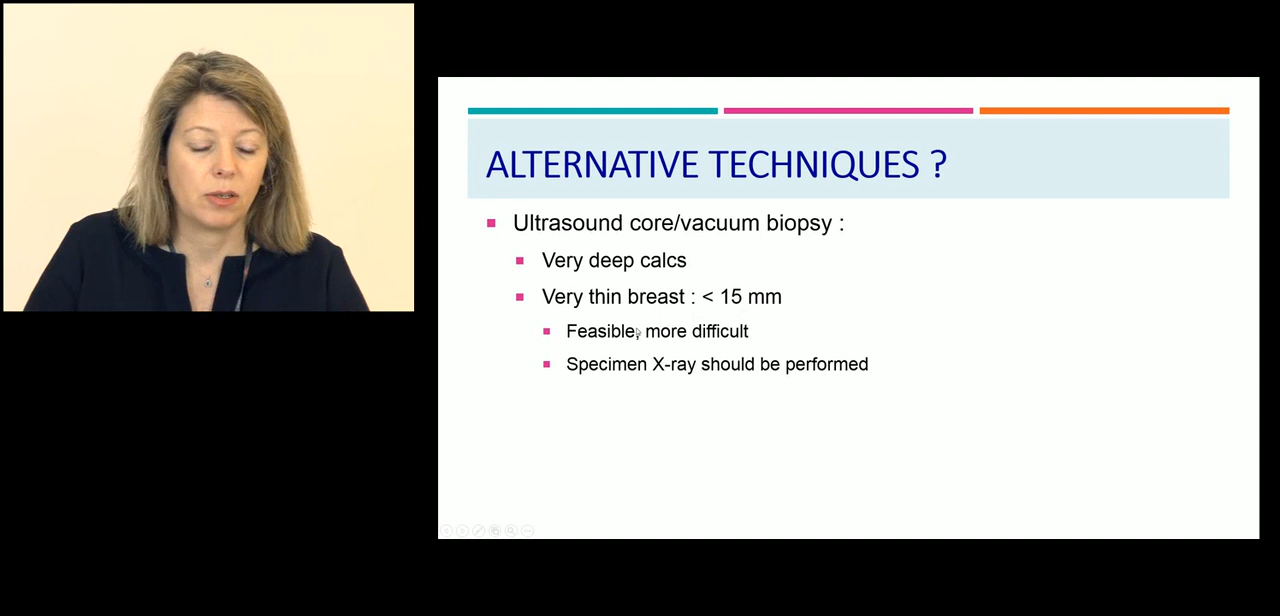 ALTERNATIVE TECHNIQUES ?
Ultrasound core/vacuum biopsy :
Very deep calcs
Very thin breast : < 15 mm
Feasible, more difficult
Specimen X-ray should be performed